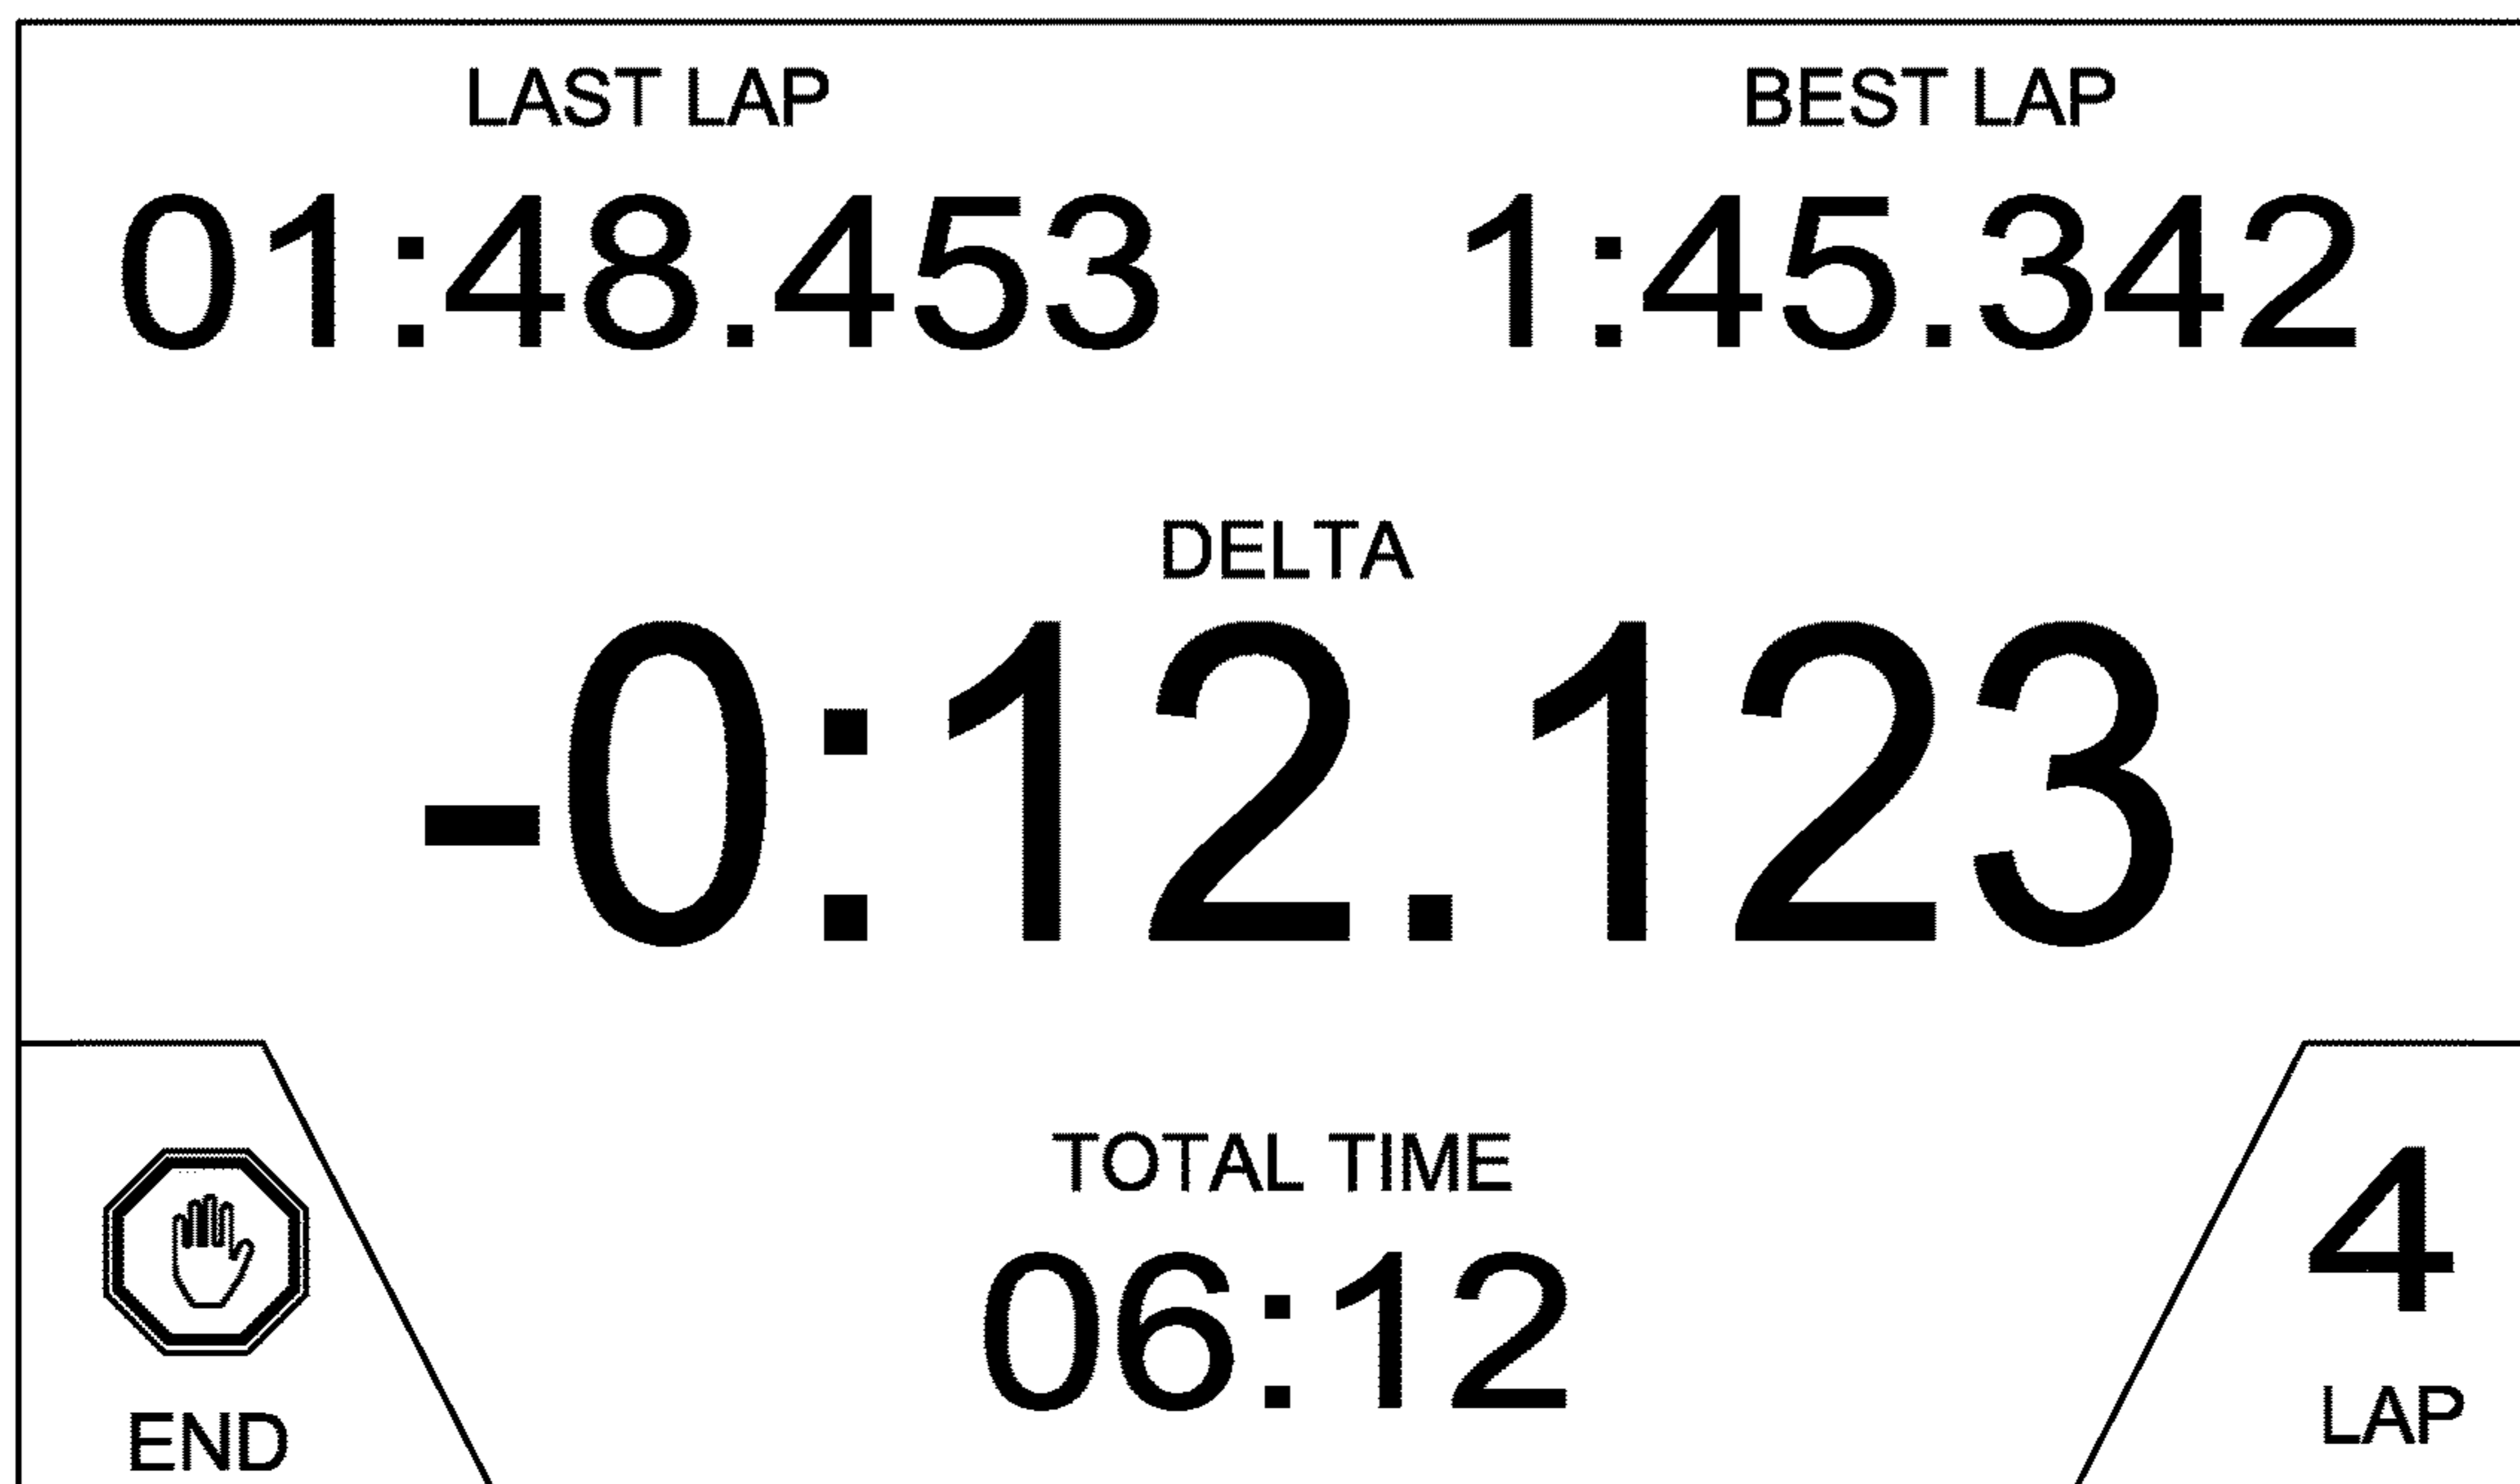 LAST LAP BEST LAP
01:48.453 1:45.342
DELTA
-0:12.123
TOTAL TIME
06:12
4
LAP
END